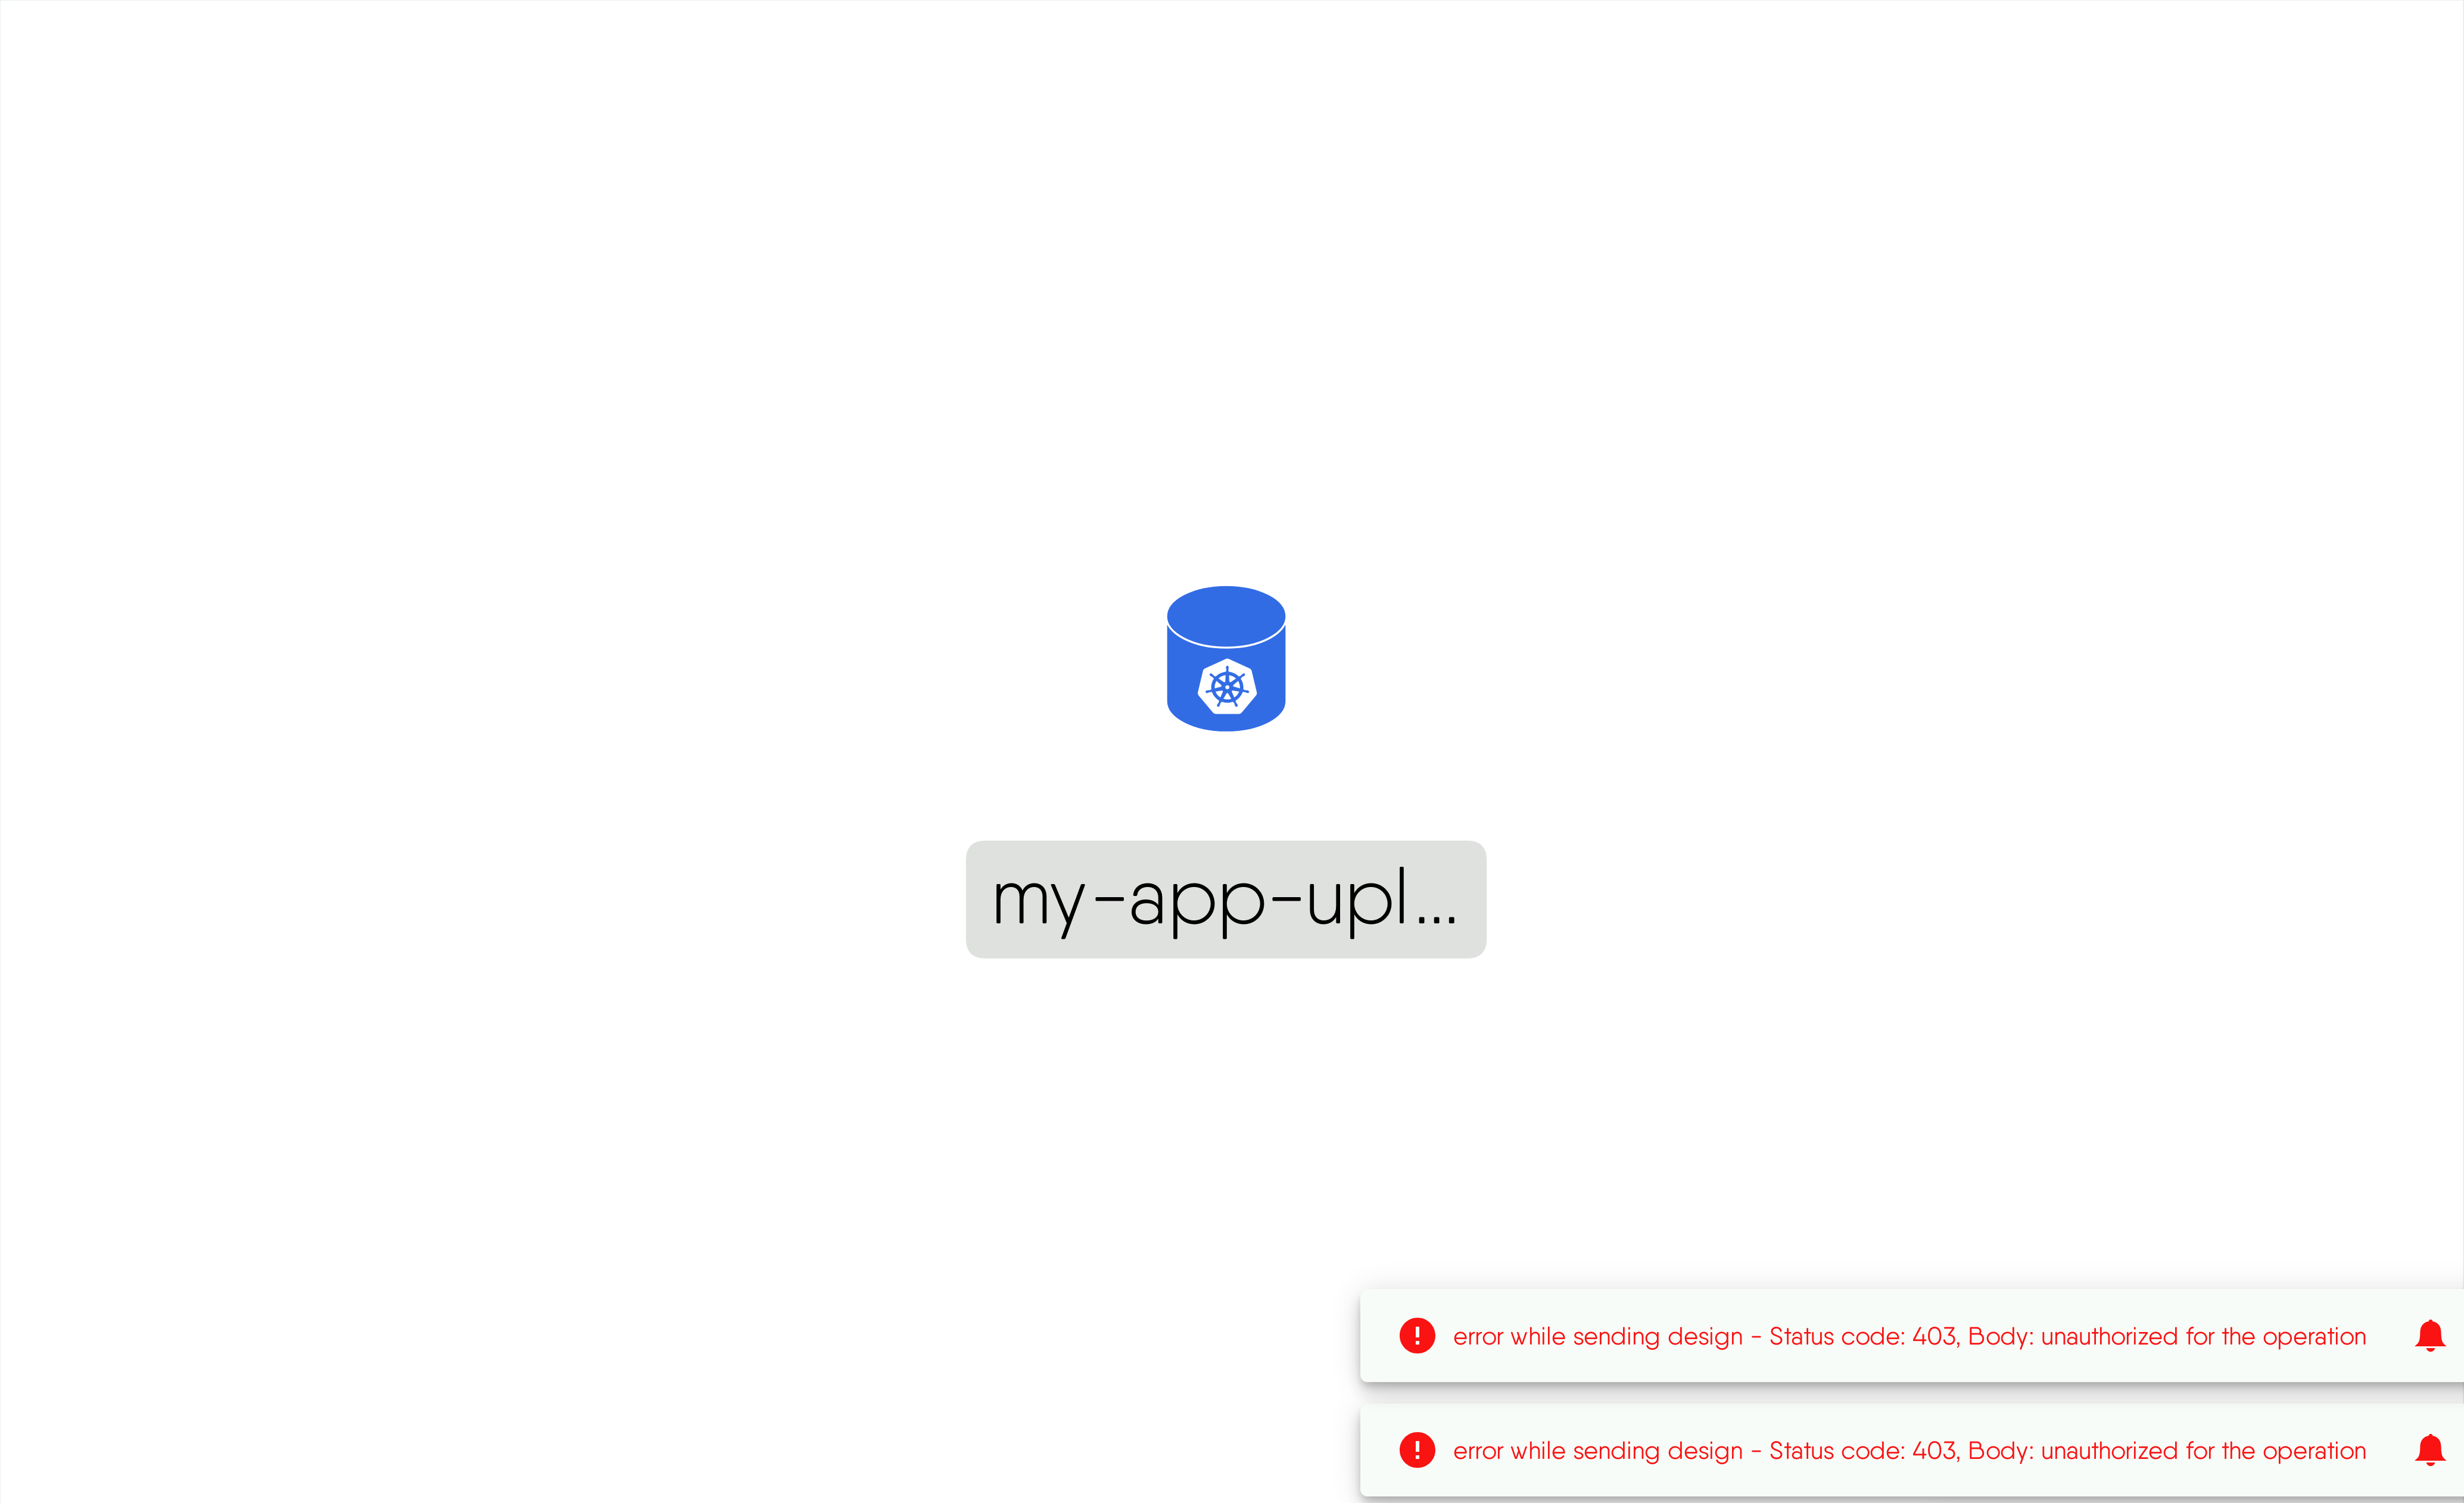 my-app-upl...
error while sending design - Status code: 403, Body: unauthorized for the operation
error while sending design - Status code: 403, Body: unauthorized for the operation